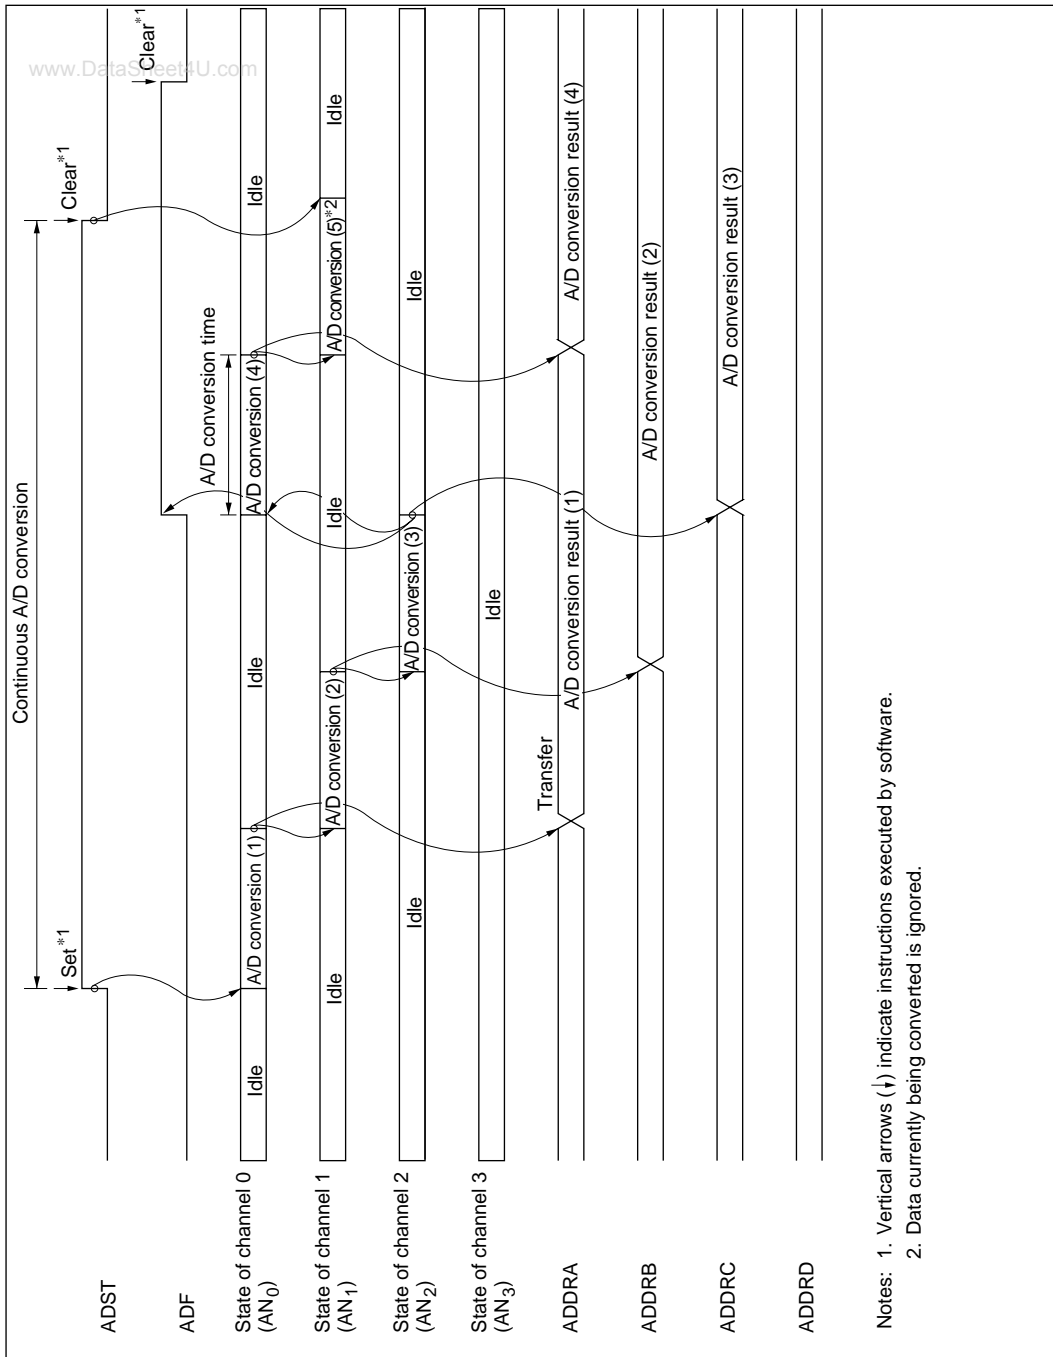 www.DataSheet4U.com
Continuous A/D conversion
Set*1
Clear*1
ADST
A/D conversion time
Clear*1
ADF
State of channel 0
(AN0)
Idle
A/D conversion (1)
Idle
A/D conversion (4)
Idle
State of channel 1
(AN1)
Idle
A/D conversion (2)
Idle
A/D conversion (5)*2
Idle
State of channel 2
(AN2)
Idle
A/D conversion (3)
Idle
State of channel 3
(AN3)
Idle
Transfer
ADDRA
A/D conversion result (1)
A/D conversion result (4)
ADDRB
A/D conversion result (2)
ADDRC
A/D conversion result (3)
ADDRD
Notes: 1. Vertical arrows (↓) indicate instructions executed by software.
2. Data currently being converted is ignored.